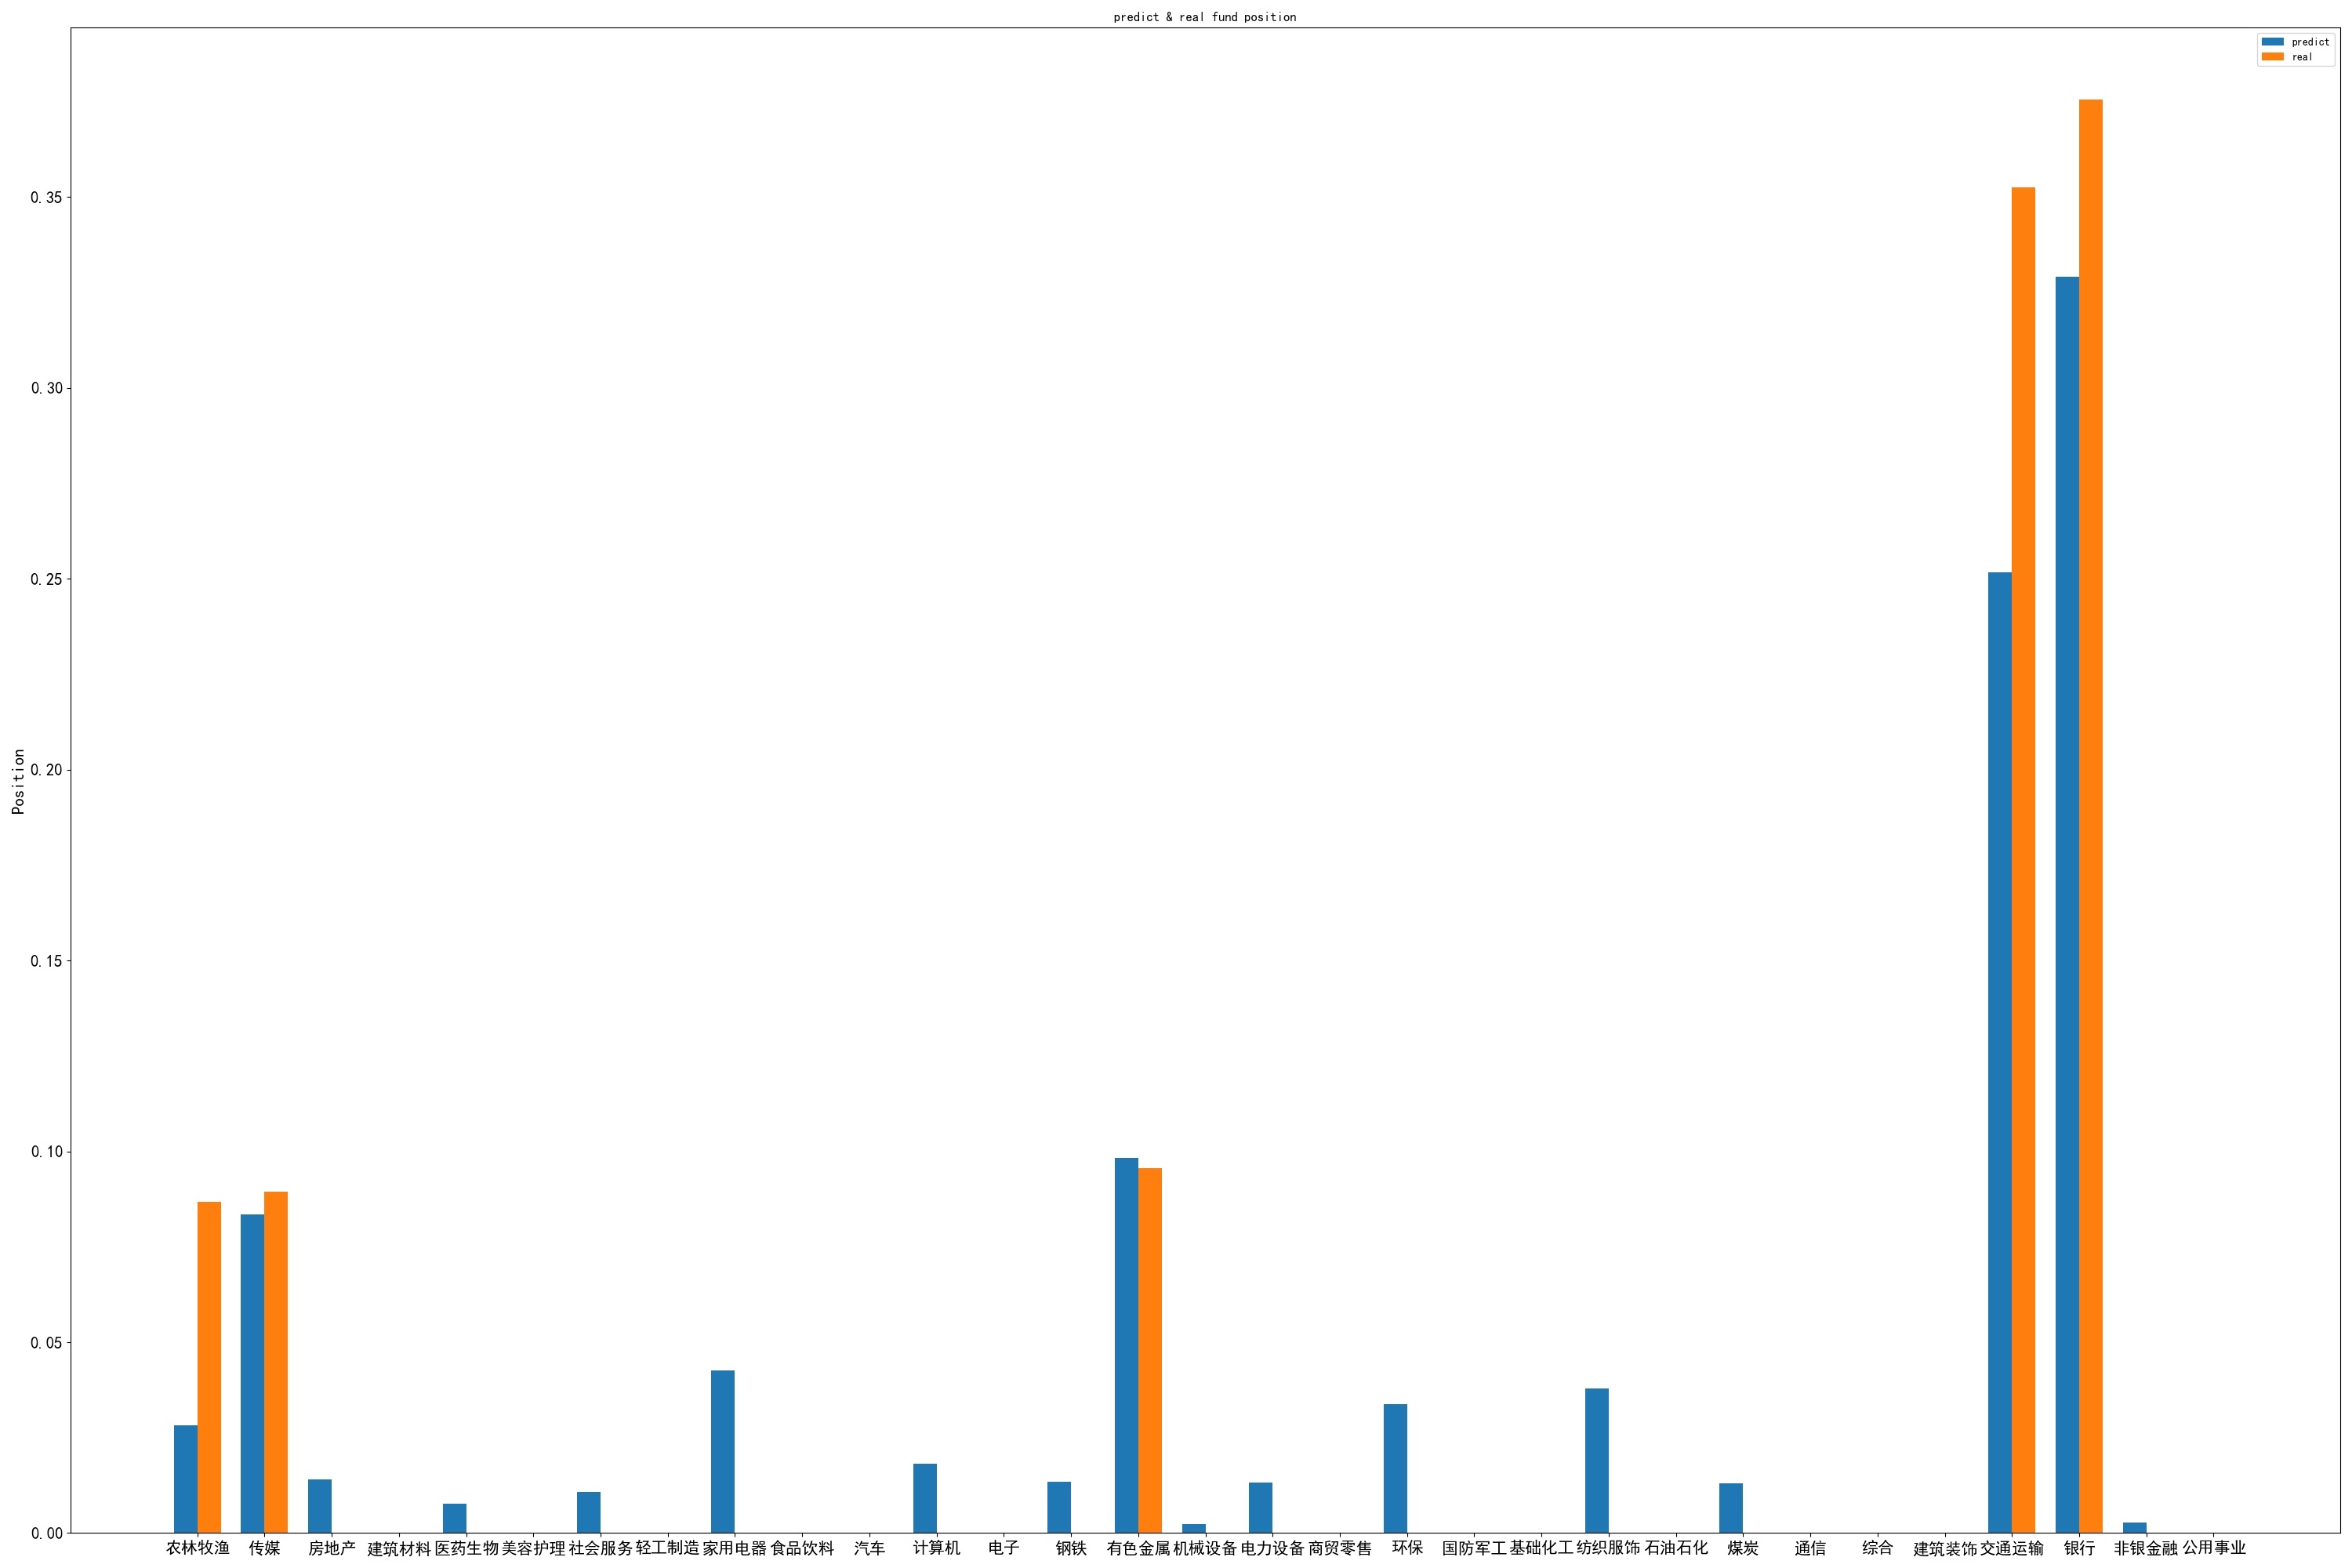 predict & real fund position
predict
real
Position
0.35
0.30
0.25
0.20
0.15
0.10
0.05
0.00
农林牧渔 传媒 房地产 建筑材料 医药生物 美容护理 社会服务 轻工制造 家用电器 食品饮料 汽车 计算机 电子 钢铁 有色金属 机械设备 电力设备 商贸零售 环保 国防军工 基础化工 纺织服饰 石油石化 煤炭 通信 综合 建筑装饰 交通运输 银行 非银金融 公用事业